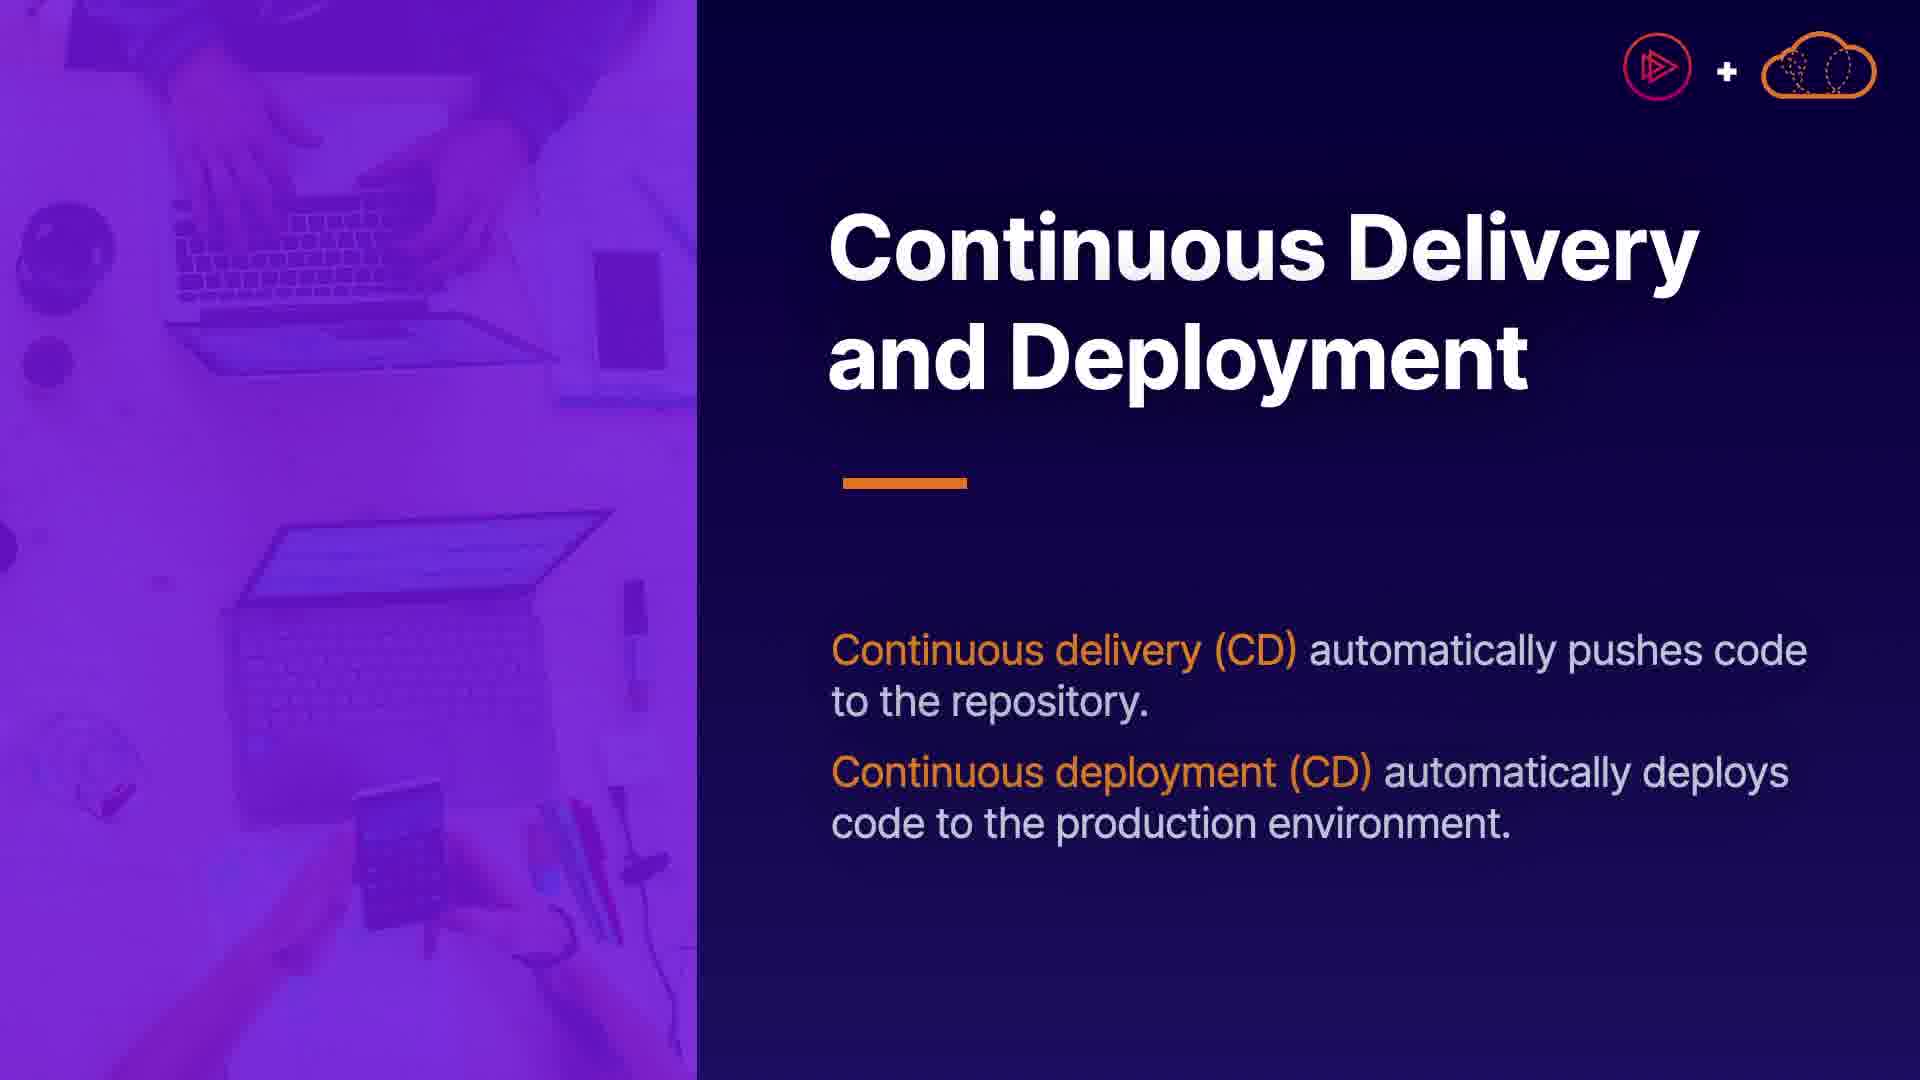 Continuous Delivery
and Deployment
Continuous delivery (CD) automatically pushes code
to the repository.
Continuous deployment (CD) automatically deploys
code to the production environment.